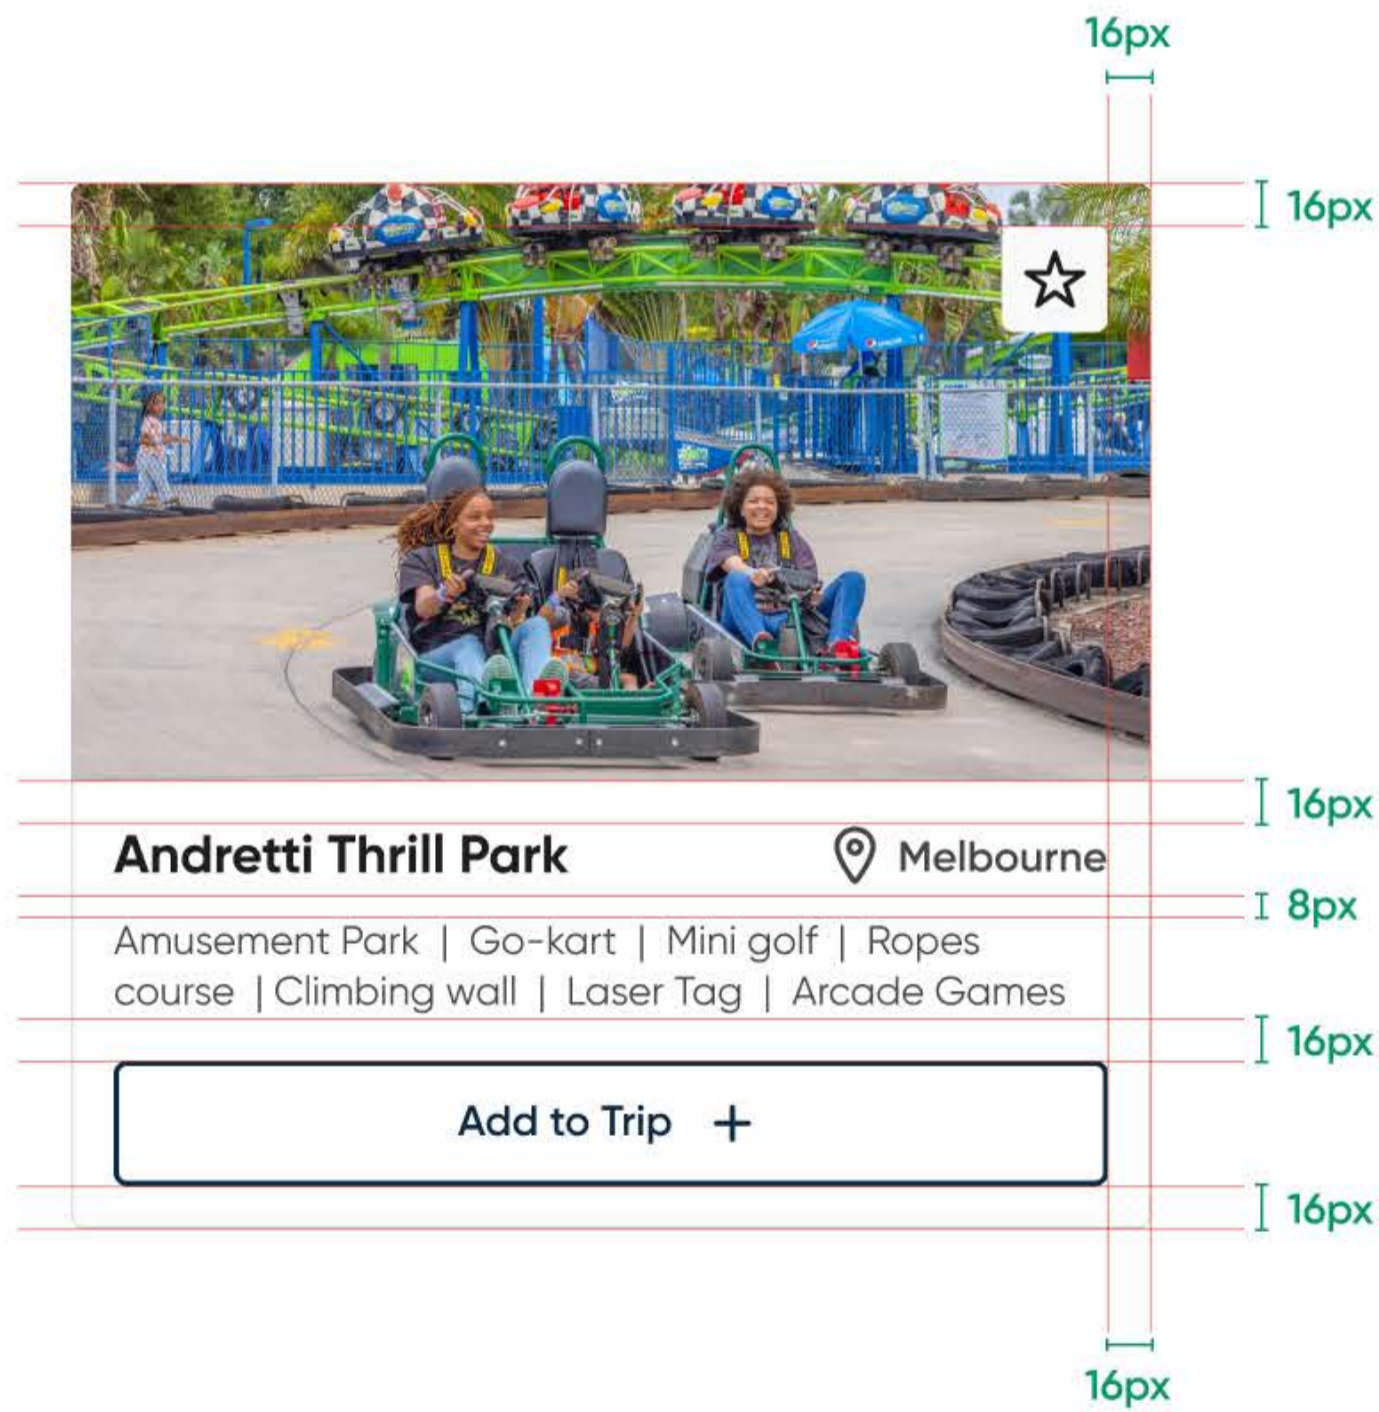 16px
16px
16px
Andretti Thrill Park
Melbourne
8px
Amusement Park | Go-kart | Mini golf | Ropes
course | Climbing wall | Laser Tag | Arcade Games
16px
Add to Trip +
16px
16px